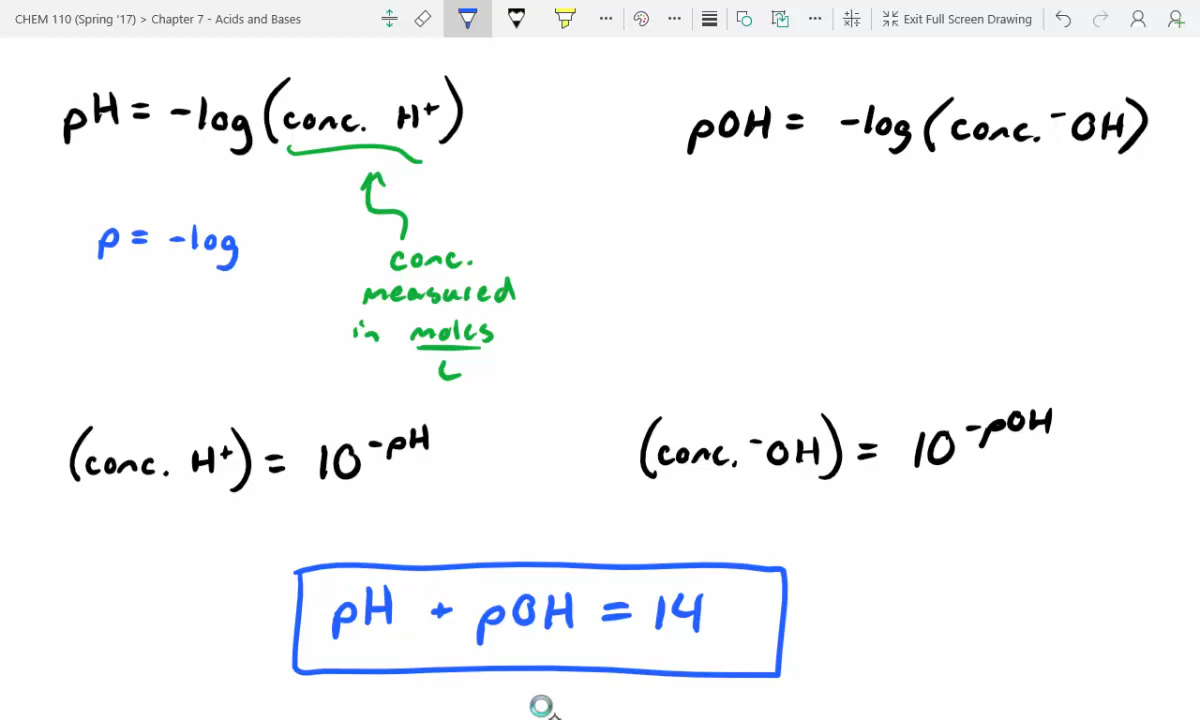 CHEM 110 (Spring '17) > Chapter 7 - Acids and Bases
Exit Full Screen Drawing
pH = -log(conc. H⁺)
pOH = -log(conc. ⁻OH)
p = -log
conc.
measured
in moles
L
(conc. H⁺) = 10^-pH
(conc. ⁻OH) = 10^-pOH
pH + pOH = 14